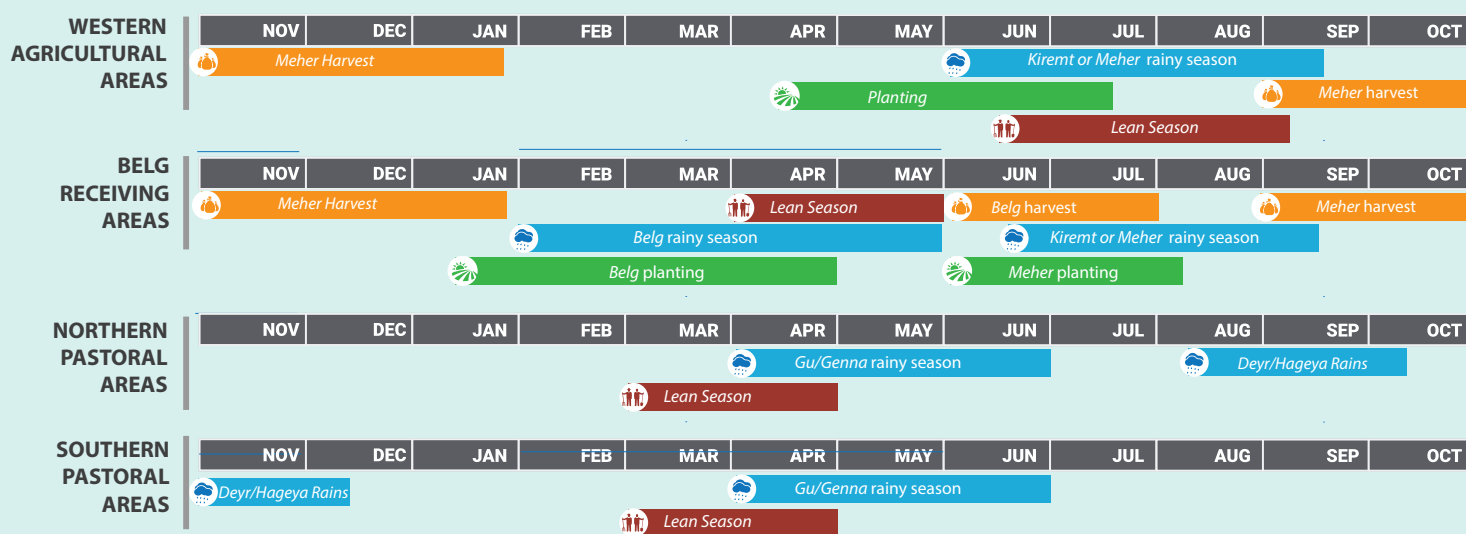 WESTERN
AGRICULTURAL
AREAS
NOV DEC JAN FEB MAR APR MAY JUN JUL AUG SEP OCT
Meher Harvest
Kiremt or Meher rainy season
Planting
Meher harvest
Lean Season
BELG
RECEIVING
AREAS
NOV DEC JAN FEB MAR APR MAY JUN JUL AUG SEP OCT
Meher Harvest
Lean Season
Belg harvest
Meher harvest
Belg rainy season
Kiremt or Meher rainy season
Belg planting
Meher planting
NORTHERN
PASTORAL
AREAS
NOV DEC JAN FEB MAR APR MAY JUN JUL AUG SEP OCT
Gu/Genna rainy season
Deyr/Hageya Rains
Lean Season
SOUTHERN
PASTORAL
AREAS
NOV DEC JAN FEB MAR APR MAY JUN JUL AUG SEP OCT
Deyr/Hageya Rains
Gu/Genna rainy season
Lean Season